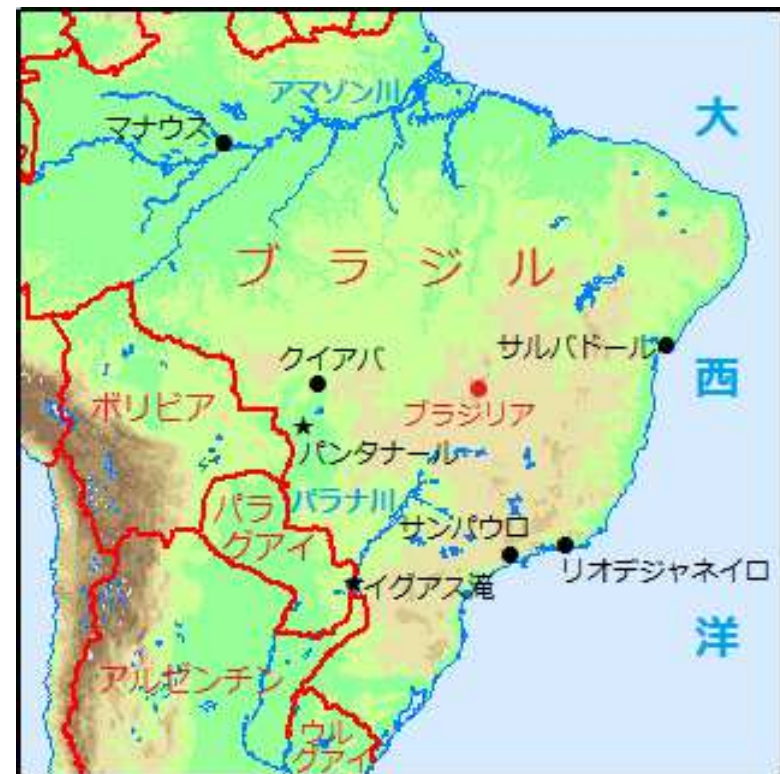 アマゾン川
大
マナウス
ブラジル
サルバドール
クイアバ
西
ボリビア
ブラジリア
パンタナール
パラ
グアイ
パラナ川
サンパウロ
リオデジャネイロ
イグアス滝
洋
アルゼンチン
ウル
グアイ